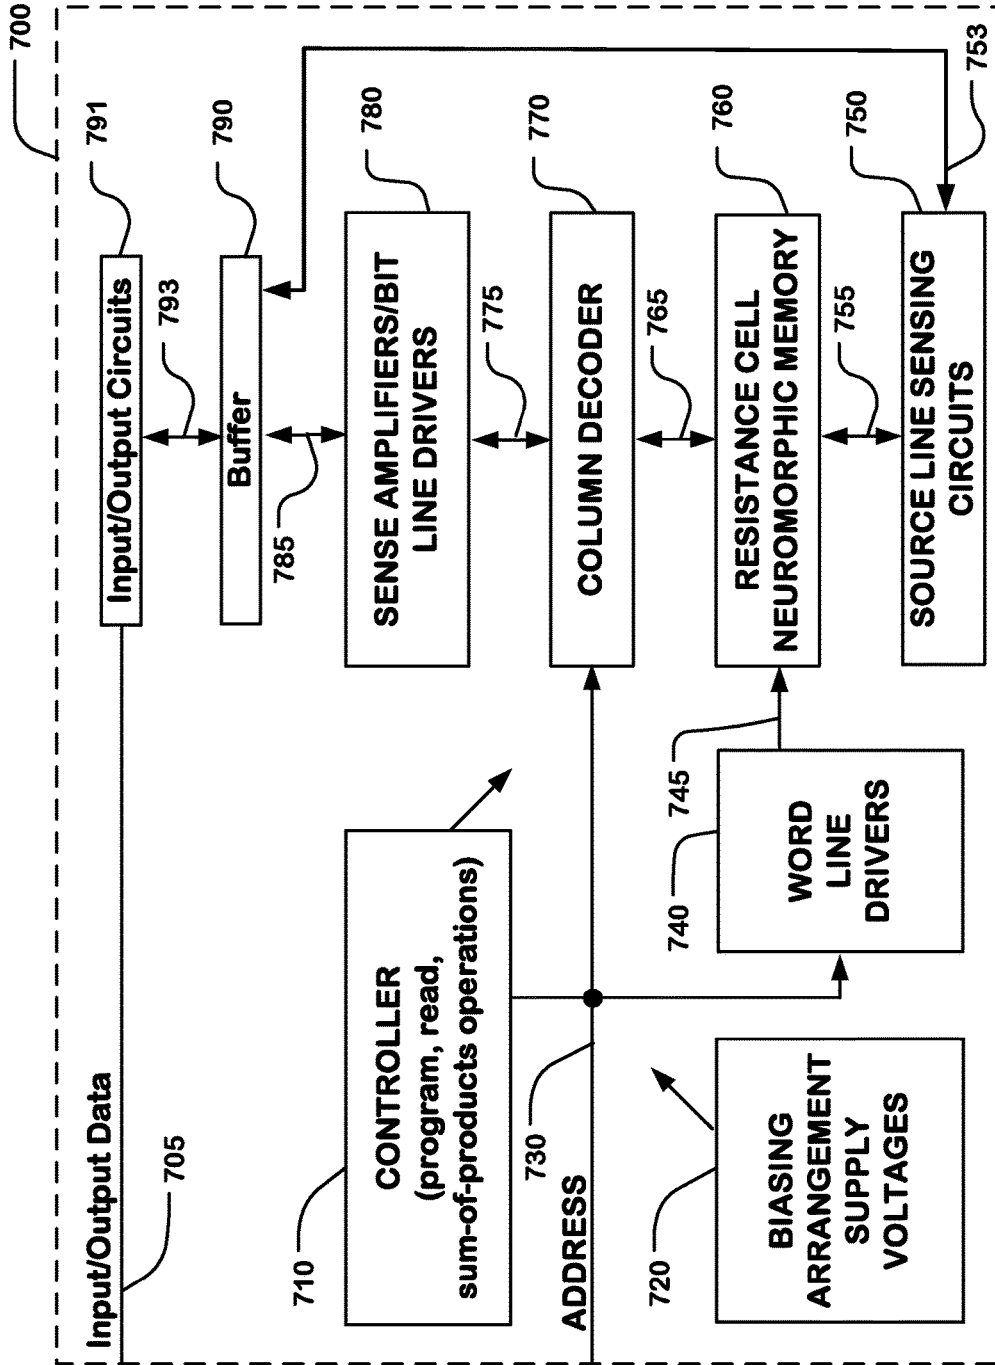 700
Input/Output Data
705
Input/Output Circuits
791
793
Buffer
790
785
CONTROLLER
(program, read,
sum-of-products operations)
710
SENSE AMPLIFIERS/BIT
LINE DRIVERS
780
775
ADDRESS
730
COLUMN DECODER
770
765
BIASING
ARRANGEMENT
SUPPLY
VOLTAGES
720
WORD
LINE
DRIVERS
740
745
RESISTANCE CELL
NEUROMORPHIC MEMORY
760
755
SOURCE LINE SENSING
CIRCUITS
750
753